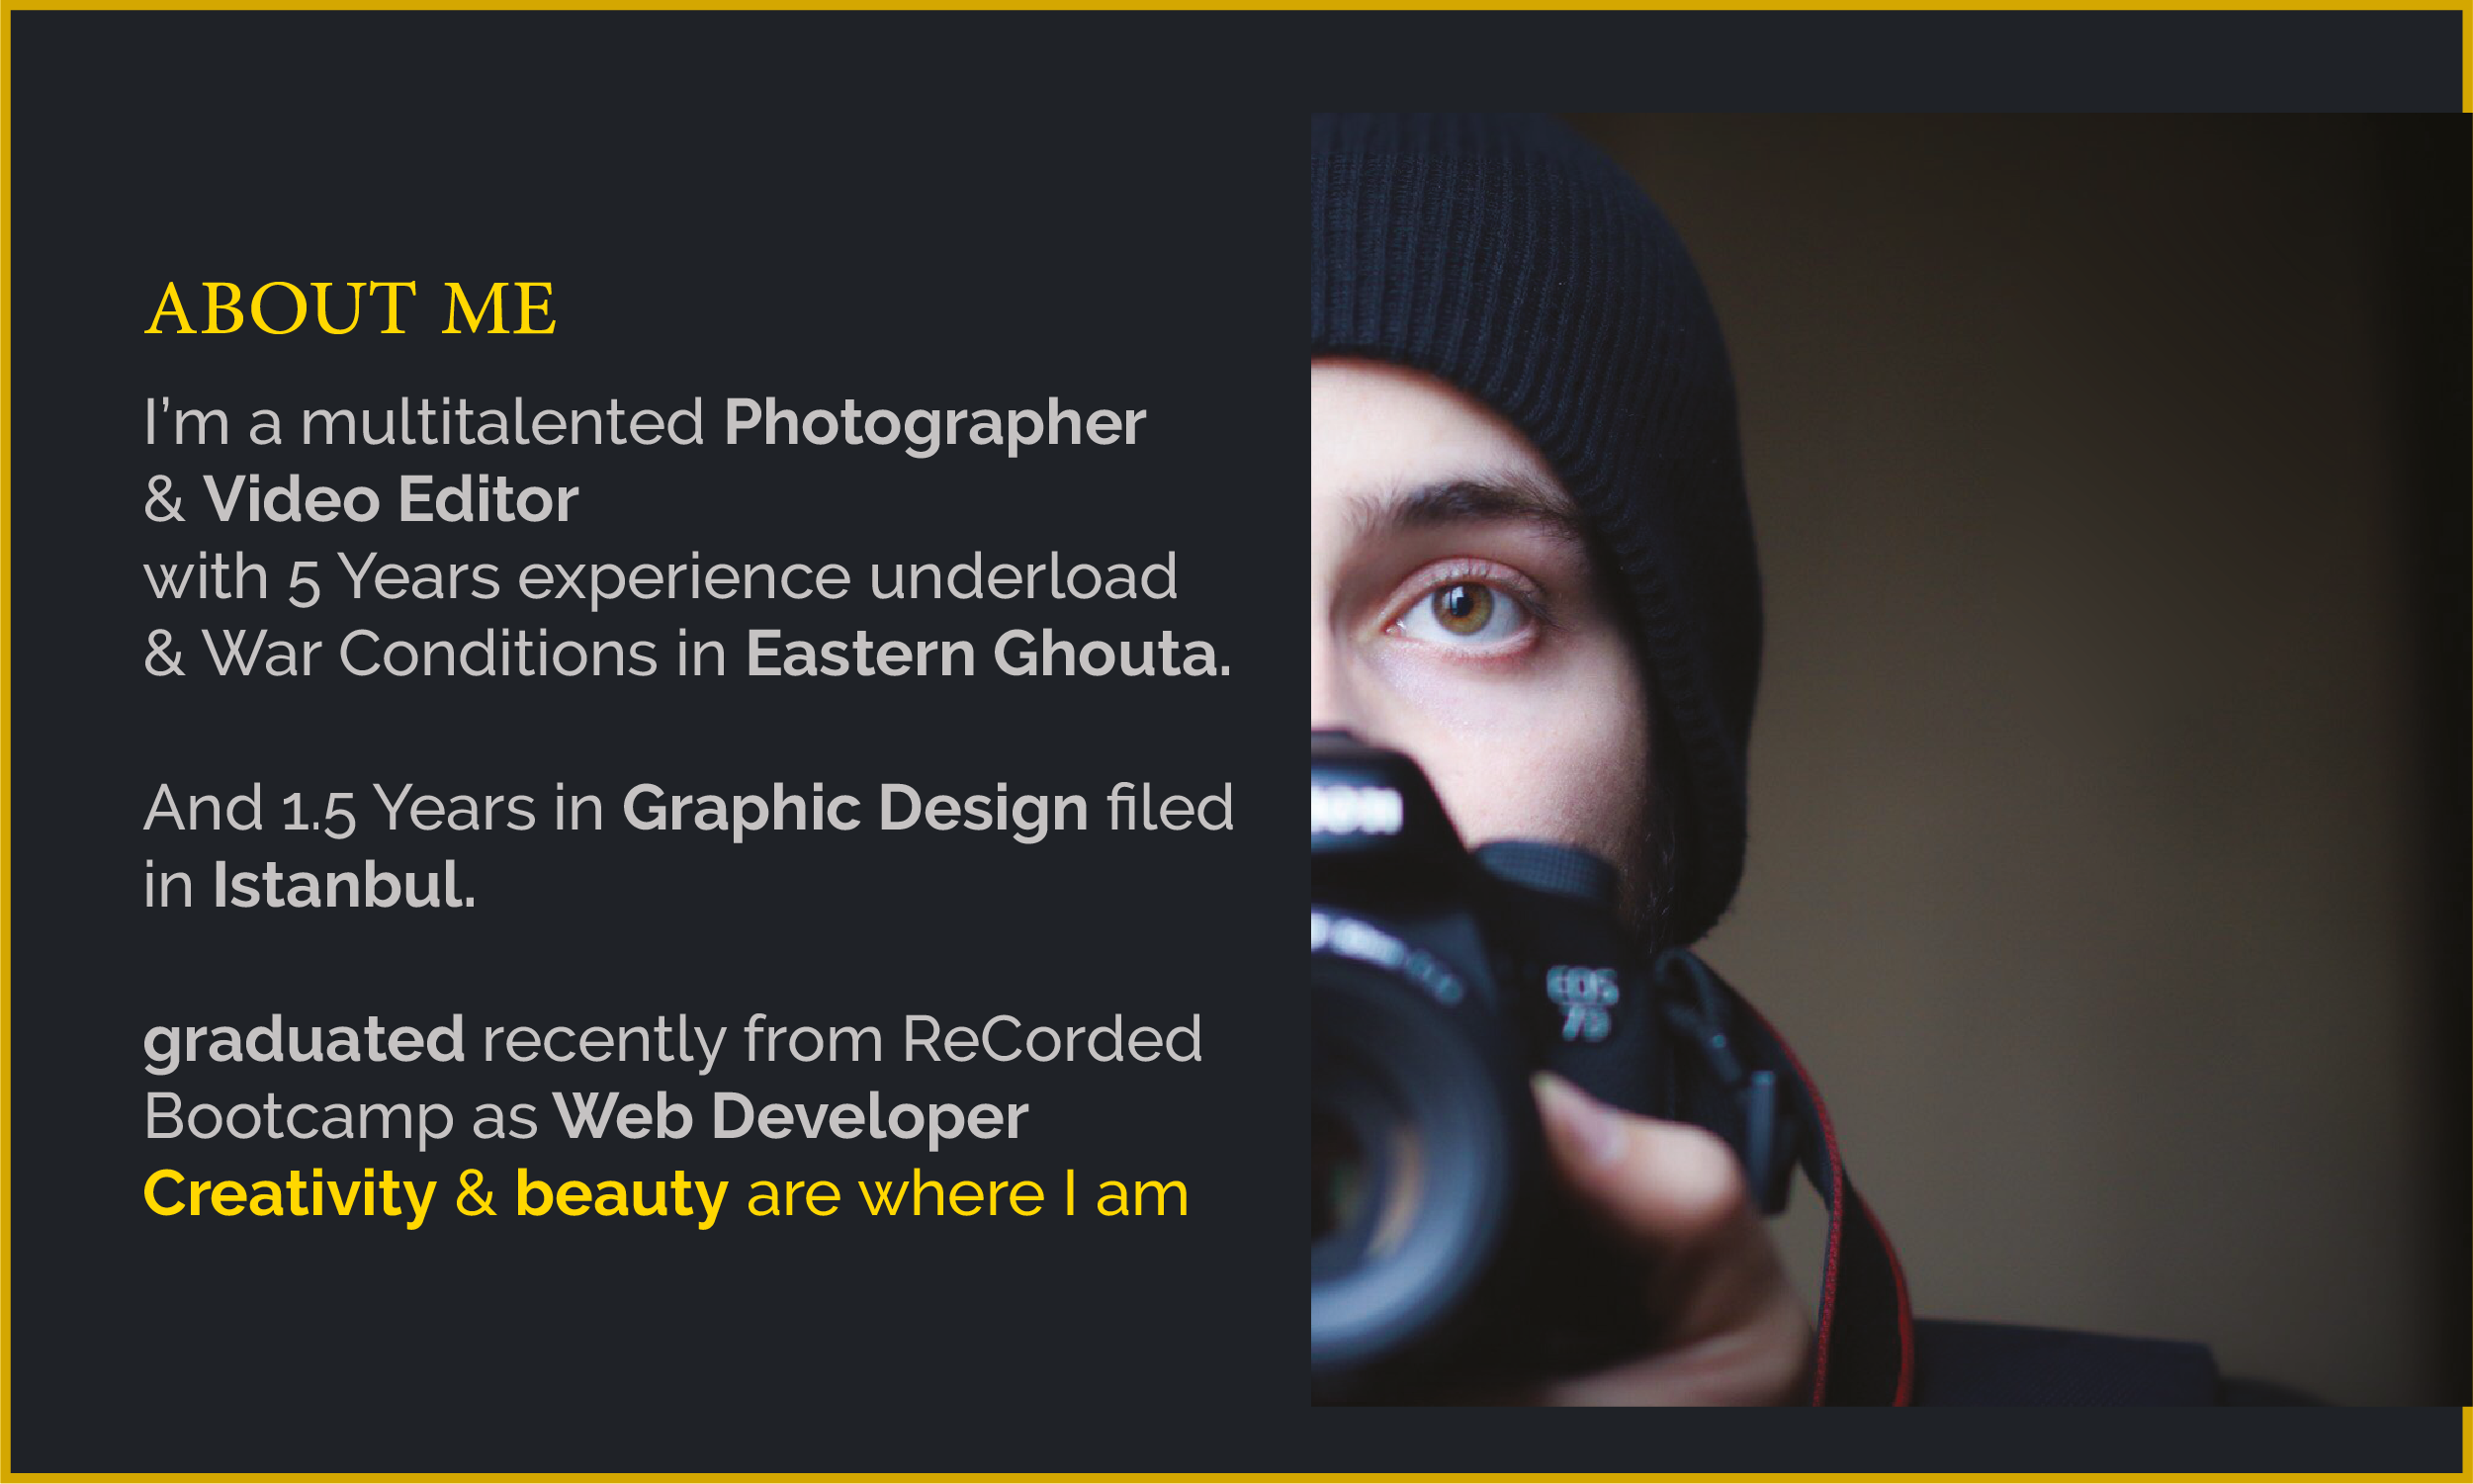 ABOUT ME
I’m a multitalented Photographer
& Video Editor
with 5 Years experience underload
& War Conditions in Eastern Ghouta.
And 1.5 Years in Graphic Design filed
in Istanbul.
graduated recently from ReCorded
Bootcamp as Web Developer
Creativity & beauty are where I am
EOS